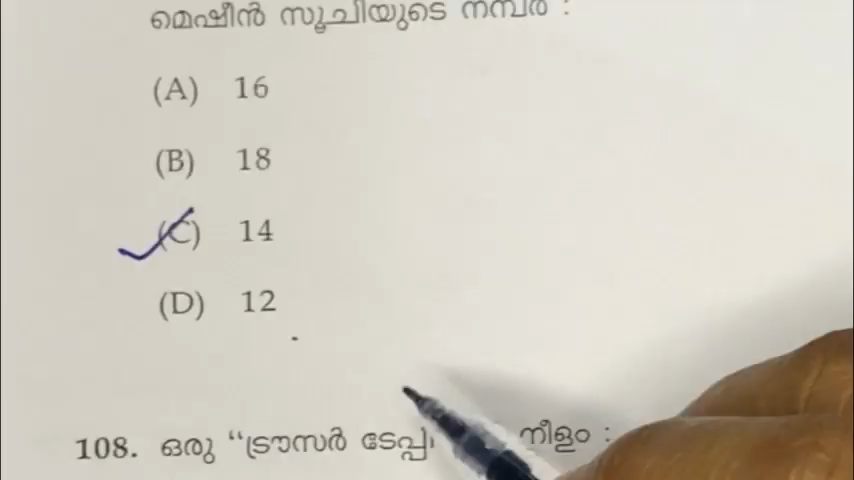 മെഷീൻ സൂചിയുടെ നമ്പർ :
(A) 16
(B) 18
(C) 14
(D) 12
108. ഒരു “ട്രൗസർ ടേപ്പ നീളം :